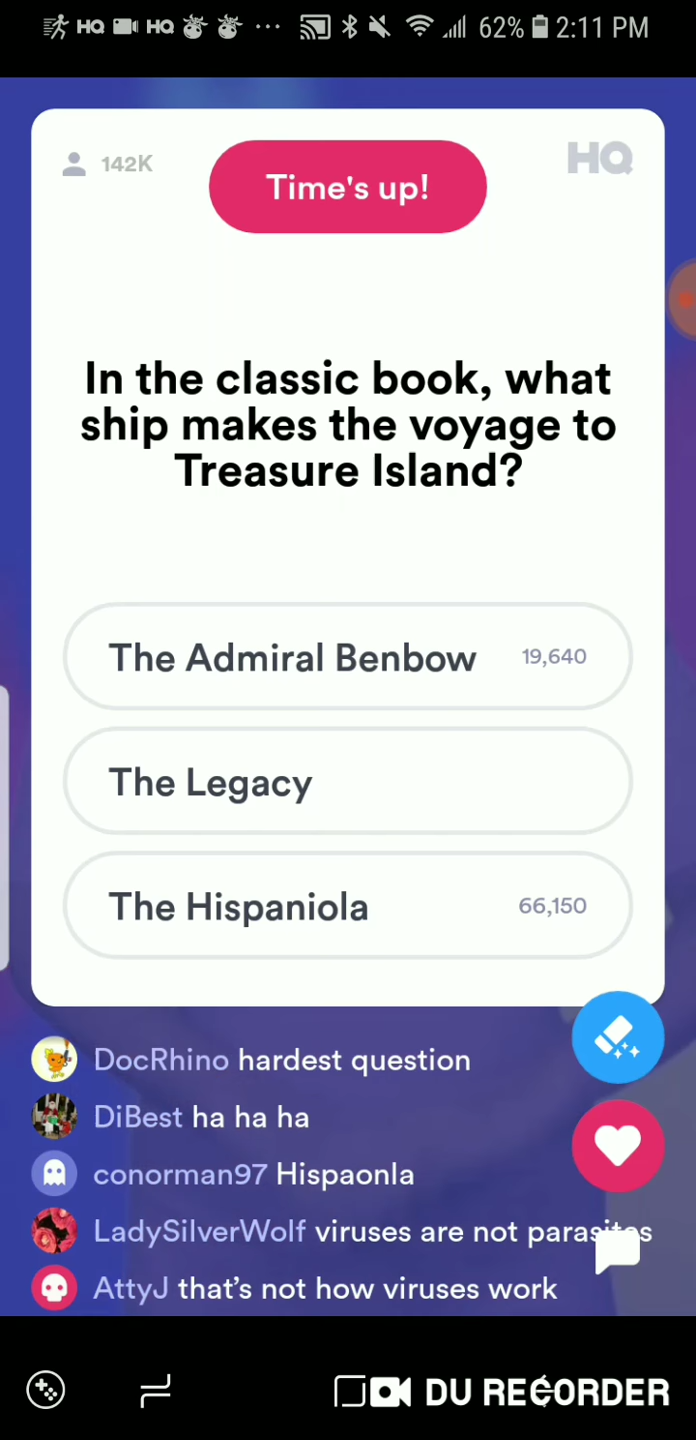 HQ HQ ... 62% 2:11 PM
142K
Time's up!
HQ
In the classic book, what
ship makes the voyage to
Treasure Island?
The Admiral Benbow 19,640
The Legacy
The Hispaniola 66,150
DocRhino hardest question
DiBest ha ha ha
conorman97 Hispaonla
LadySilverWolf viruses are not parasites
AttyJ that's not how viruses work
DU RECORDER